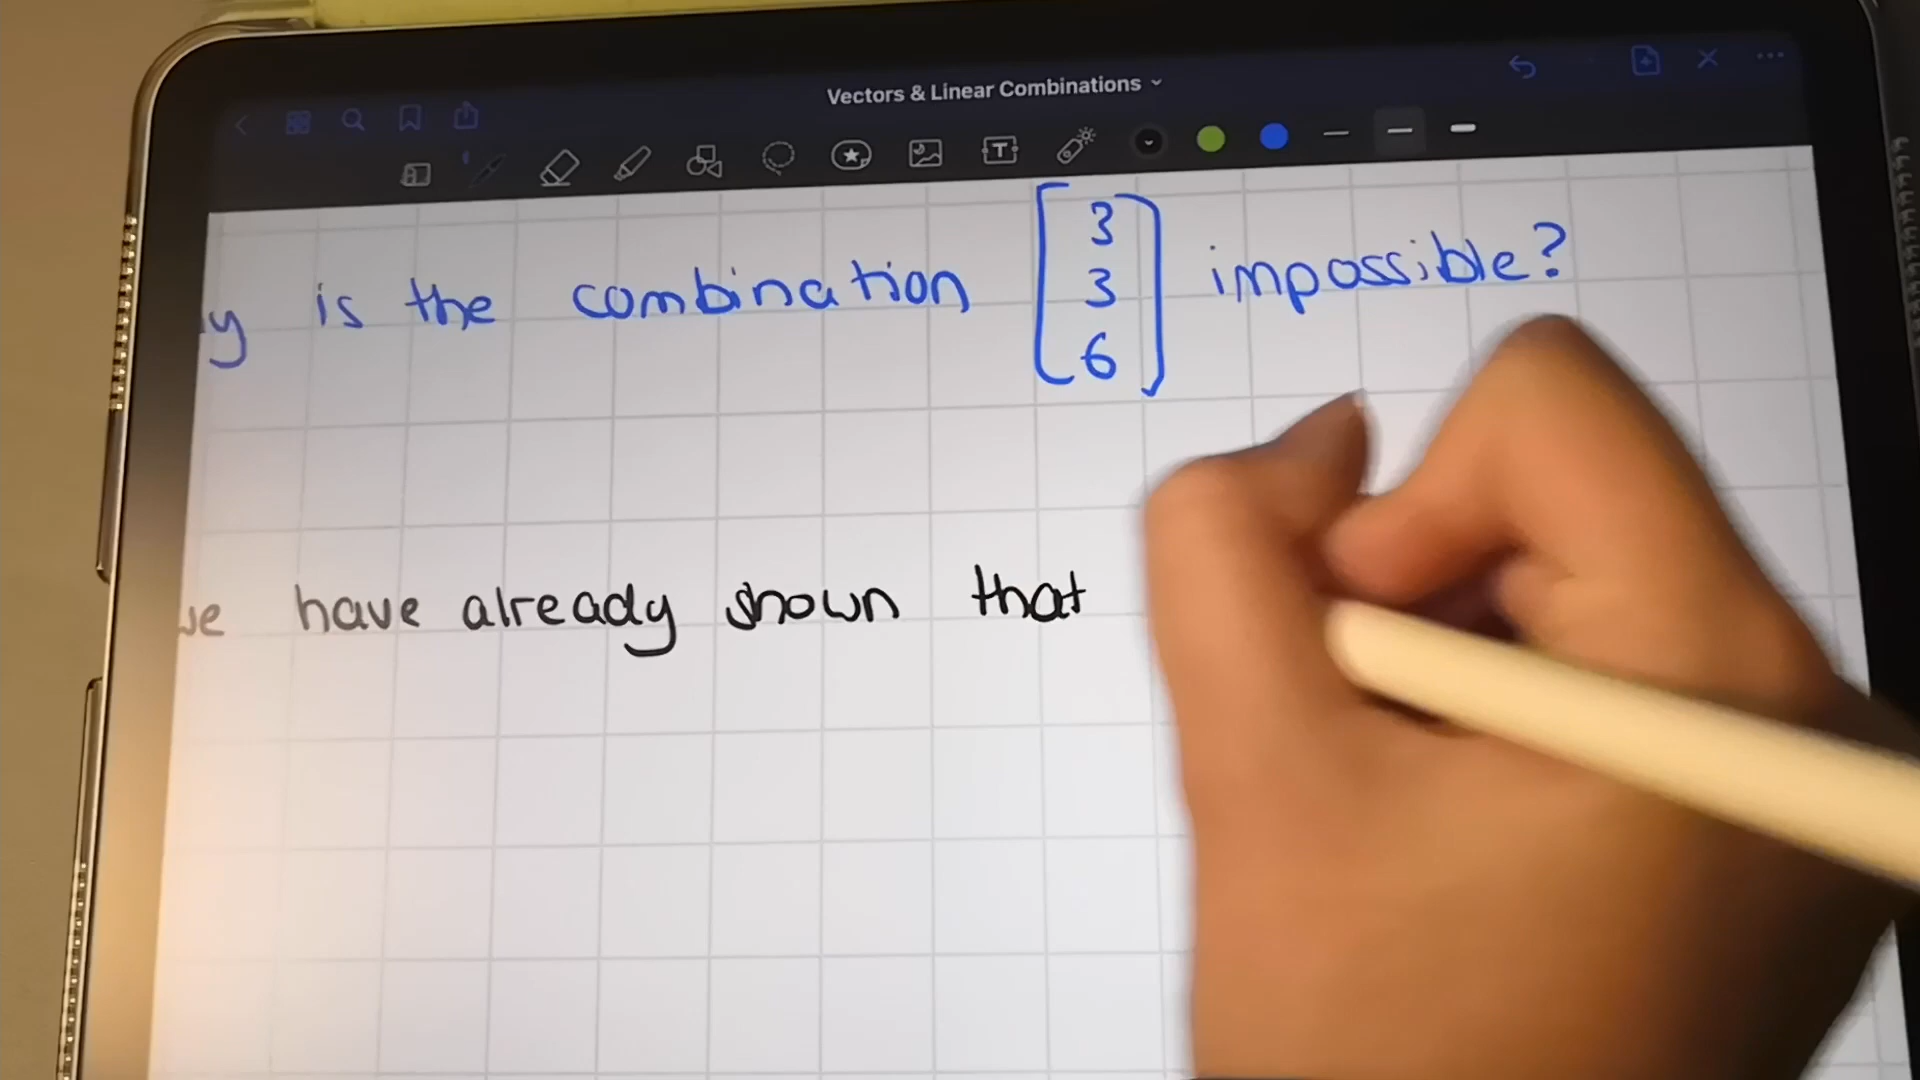 Vectors & Linear Combinations
y is the combination [3 3 6] impossible?
have already shown that